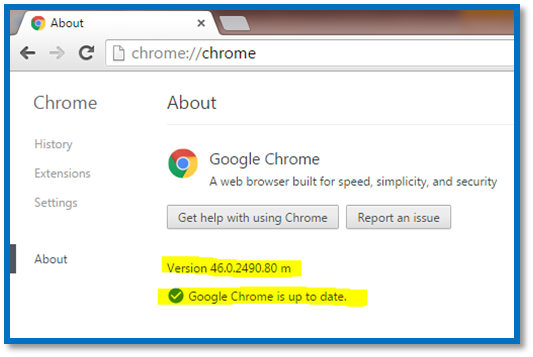 About
chrome://chrome
Chrome
About
History
Extensions
Settings
About
Google Chrome
A web browser built for speed, simplicity, and security
Get help with using Chrome
Report an issue
Version 46.0.2490.80 m
Google Chrome is up to date.